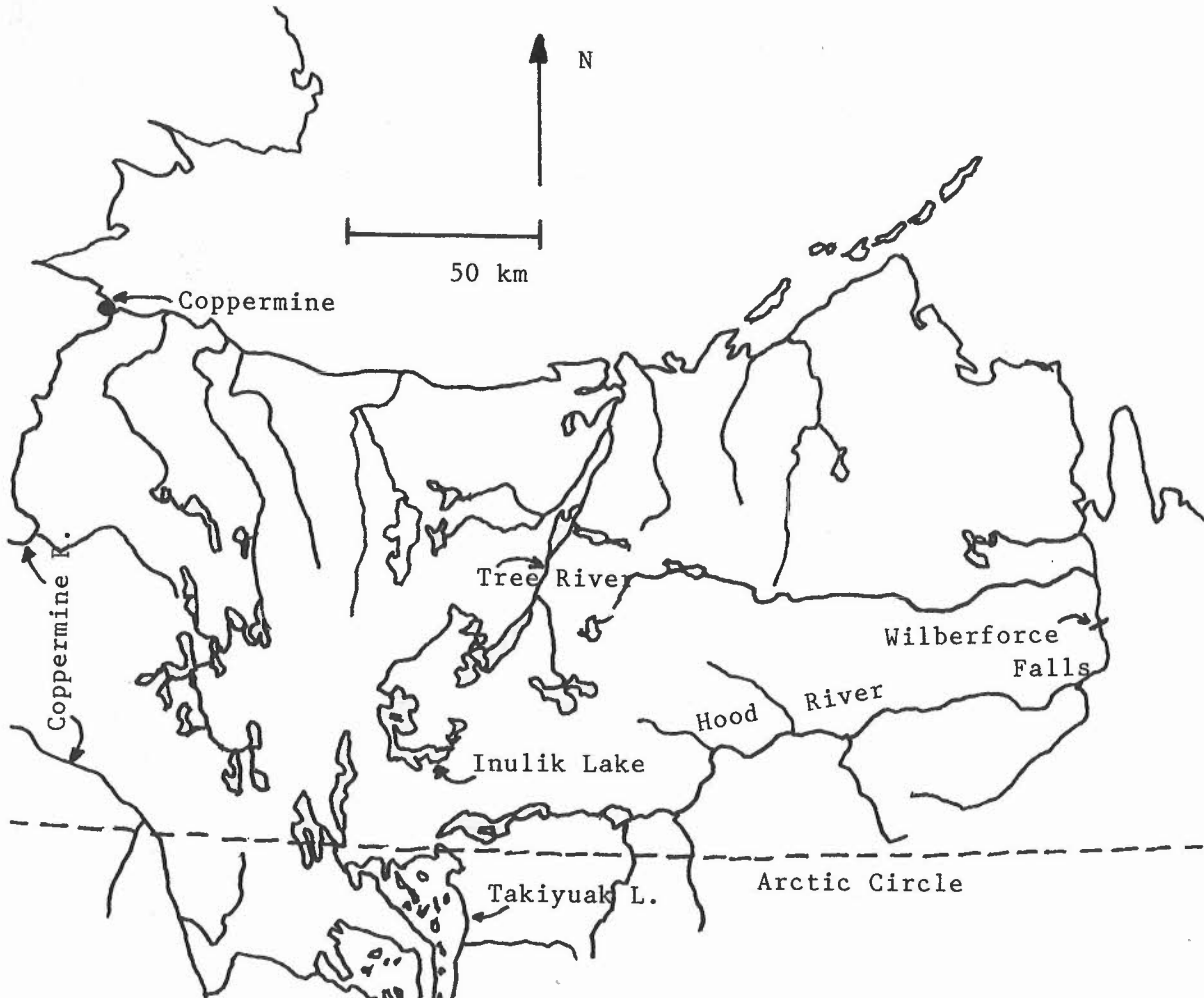 N
50 km
Coppermine
Tree River
Coppermine R.
Wilberforce
Falls
Hood River
Inulik Lake
Arctic Circle
Takiyuak L.